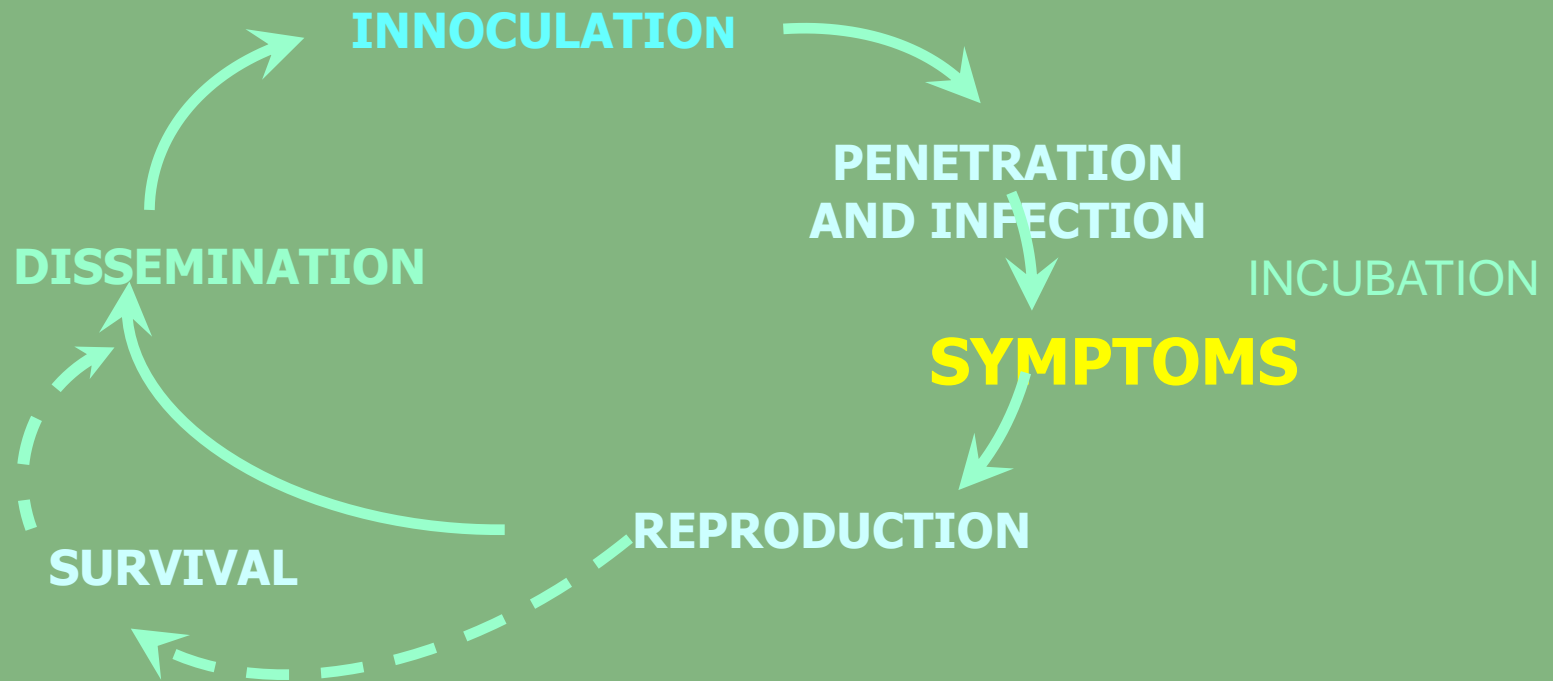 INNOCULATION
PENETRATION
AND INFECTION
DISSEMINATION
INCUBATION
SYMPTOMS
REPRODUCTION
SURVIVAL